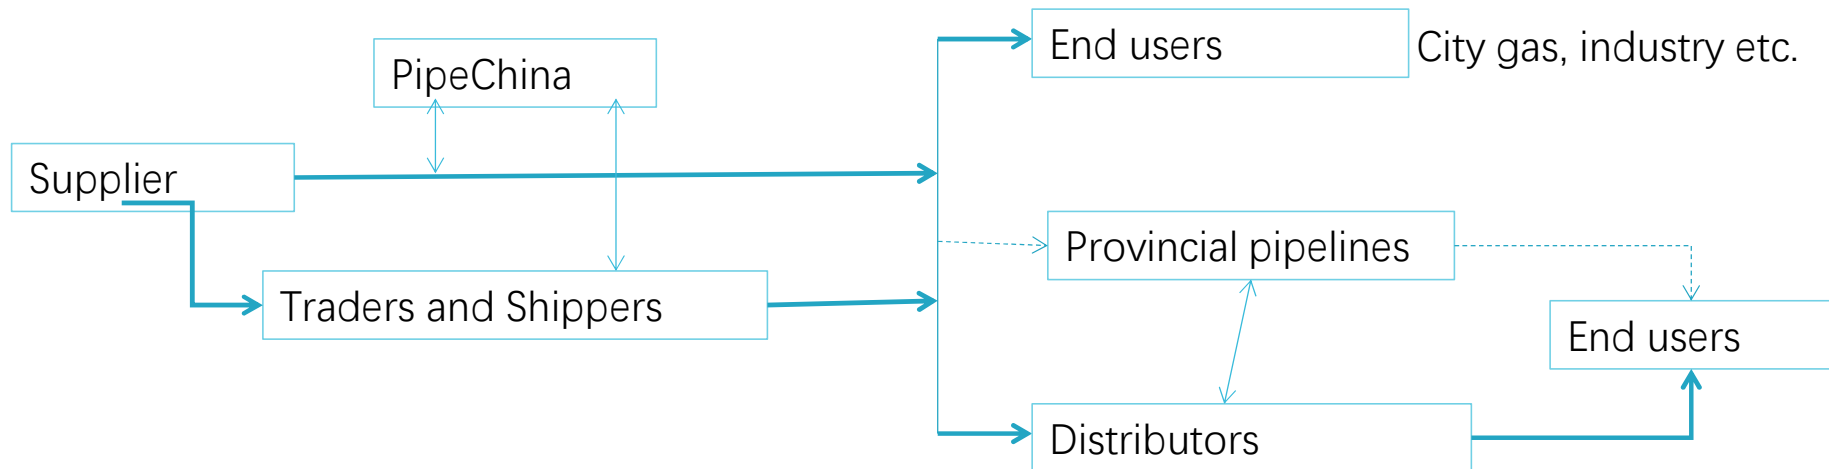 End users
City gas, industry etc.
PipeChina
Supplier
Provincial pipelines
Traders and Shippers
End users
Distributors